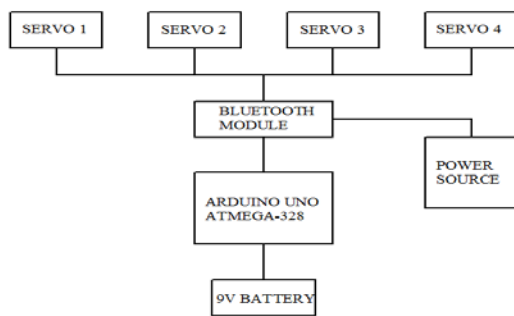 SERVO 1
SERVO 2
SERVO 3
SERVO 4
BLUETOOTH
MODULE
POWER
SOURCE
ARDUINO UNO
ATMEGA-328
9V BATTERY